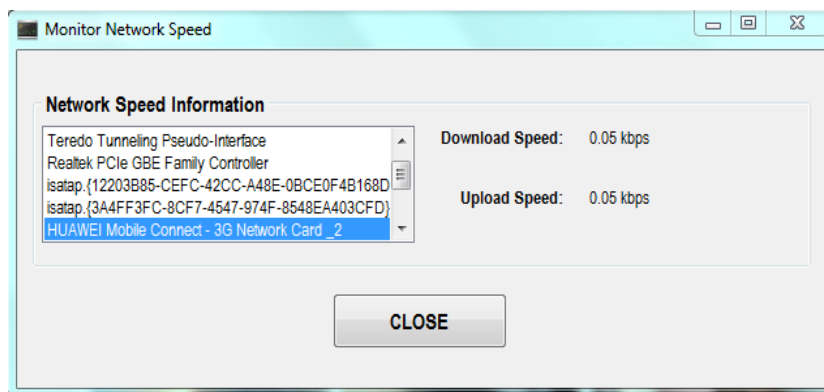 Monitor Network Speed
Network Speed Information
Teredo Tunneling Pseudo-Interface
Realtek PCIe GBE Family Controller
isatap.{12203B85-CEFC-42CC-A48E-0BCE0F4B168D
isatap.{3A4FF3FC-8CF7-4547-974F-8548EA403CFD}
HUAWEI Mobile Connect - 3G Network Card _2
Download Speed: 0.05 kbps
Upload Speed: 0.05 kbps
CLOSE